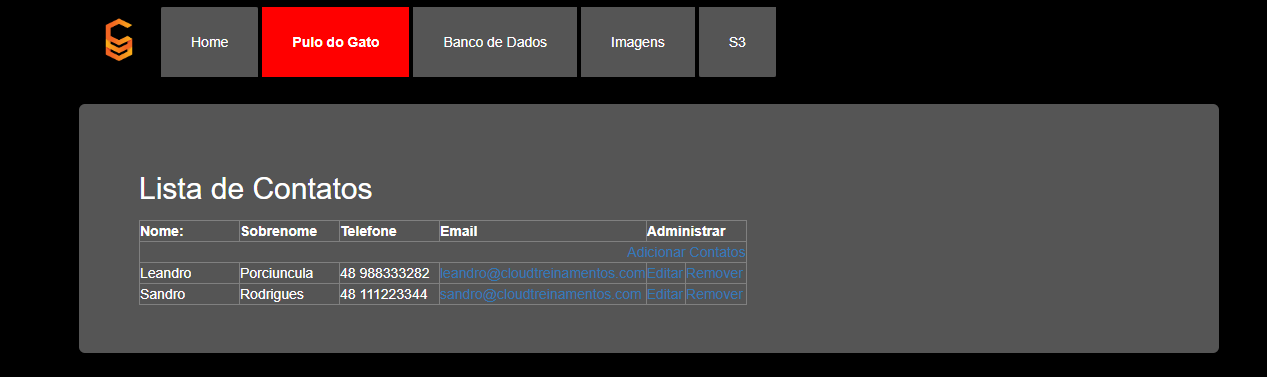 Home Pulo do Gato Banco de Dados Imagens S3
Lista de Contatos
Nome: Sobrenome Telefone Email Administrar
Adicionar Contatos
Leandro Porciuncula 48 988333282 leandro@cloudtreinamentos.com Editar Remover
Sandro Rodrigues 48 111223344 sandro@cloudtreinamentos.com Editar Remover